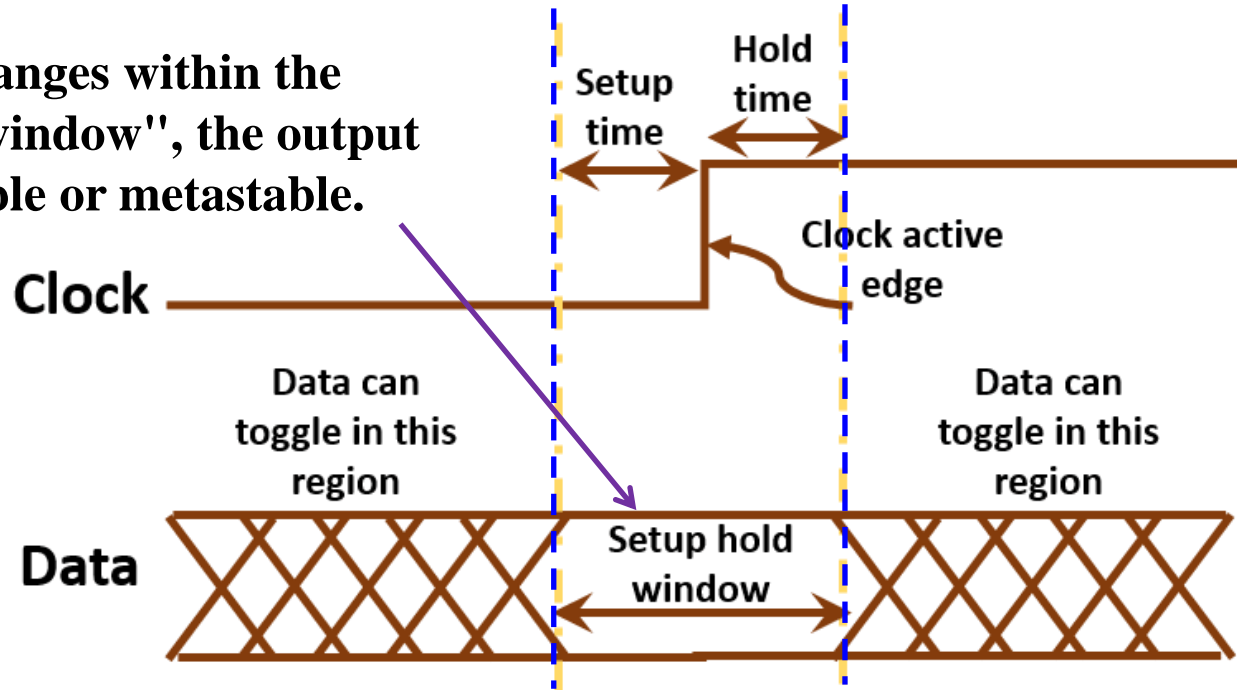 anges within the
window", the output
ble or metastable.
Setup
time
Hold
time
Clock active
edge
Clock
Data can
toggle in this
region
Data can
toggle in this
region
Data
Setup hold
window